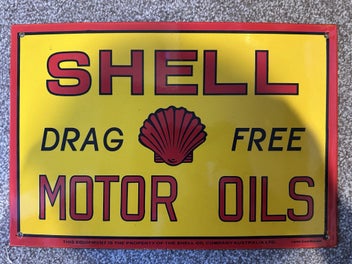 SHELL
DRAG FREE
MOTOR OILS
THIS EQUIPMENT IS THE PROPERTY OF THE SHELL OIL COMPANY AUSTRALIA LTD.